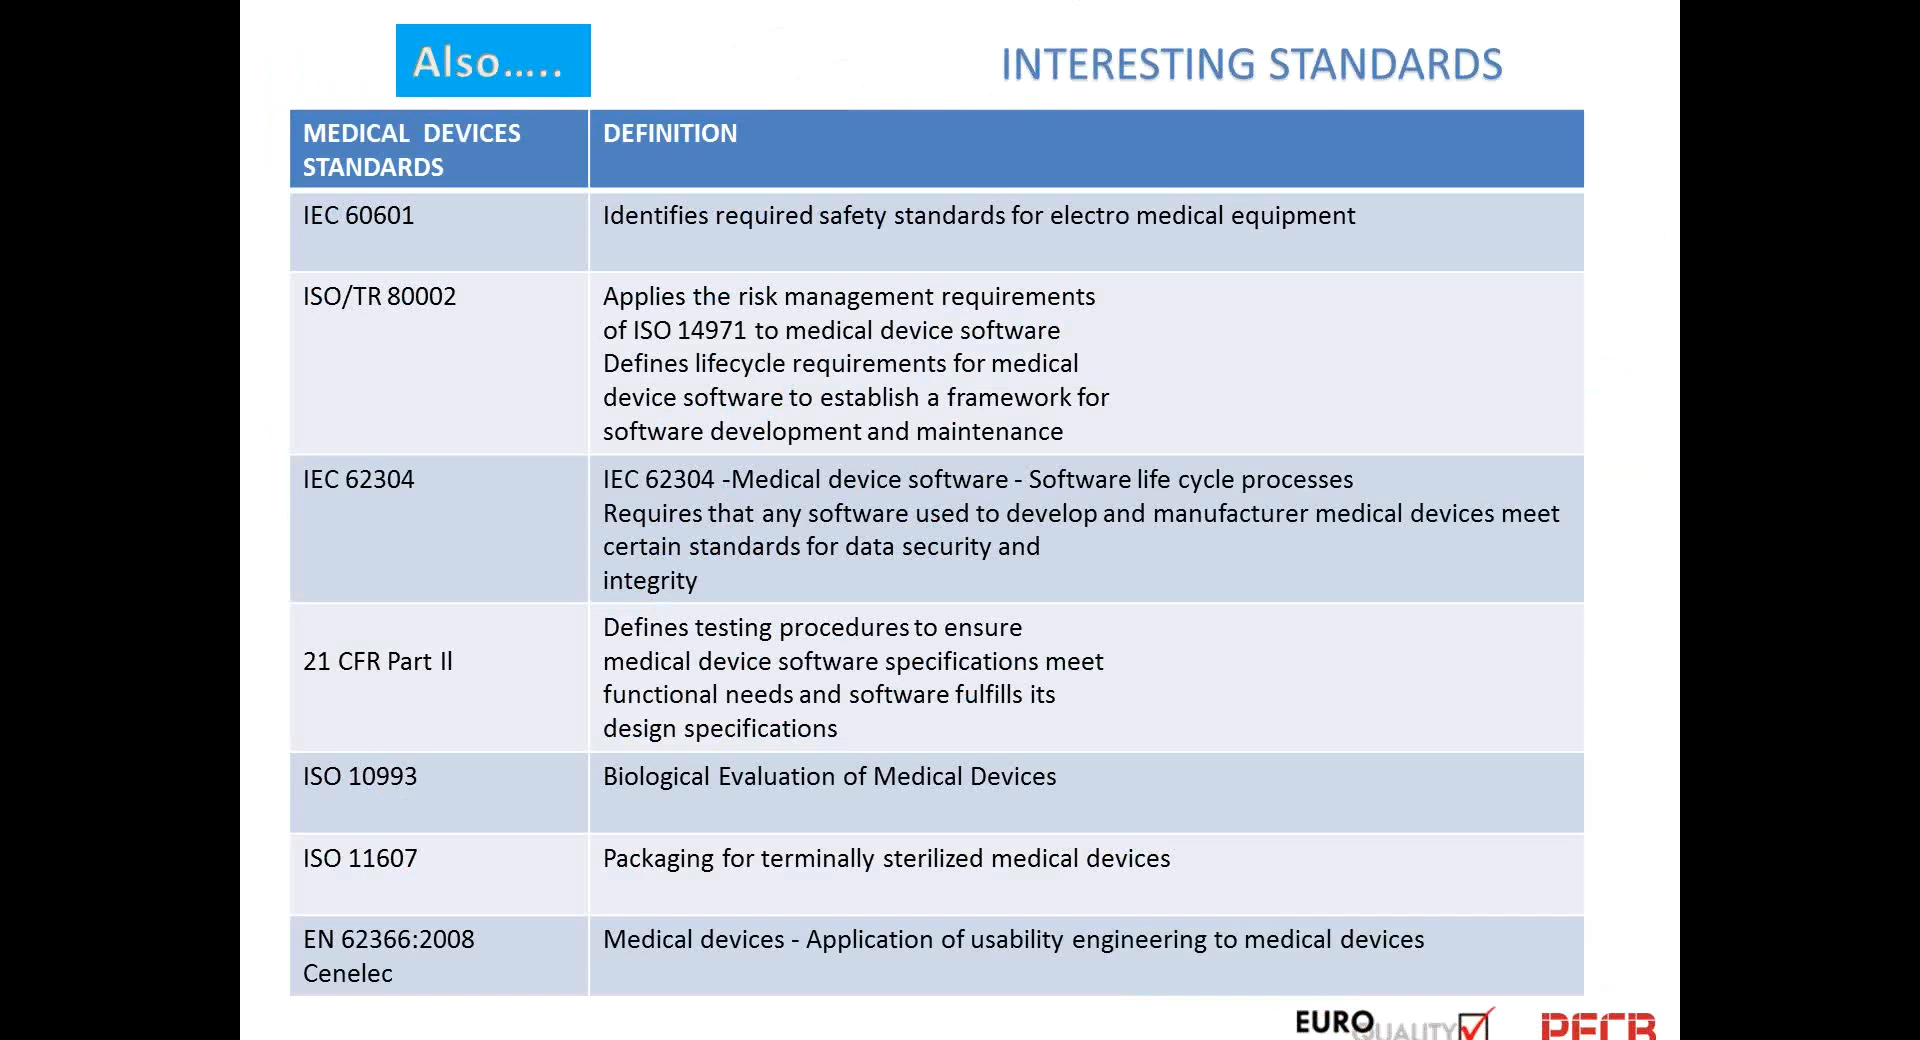 Also.....
INTERESTING STANDARDS
MEDICAL DEVICES
STANDARDS
DEFINITION
IEC 60601
Identifies required safety standards for electro medical equipment
ISO/TR 80002
Applies the risk management requirements
of ISO 14971 to medical device software
Defines lifecycle requirements for medical
device software to establish a framework for
software development and maintenance
IEC 62304
IEC 62304 -Medical device software - Software life cycle processes
Requires that any software used to develop and manufacturer medical devices meet
certain standards for data security and
integrity
21 CFR Part Il
Defines testing procedures to ensure
medical device software specifications meet
functional needs and software fulfills its
design specifications
ISO 10993
Biological Evaluation of Medical Devices
ISO 11607
Packaging for terminally sterilized medical devices
EN 62366:2008
Cenelec
Medical devices - Application of usability engineering to medical devices
EURO
QUALITY
PECB